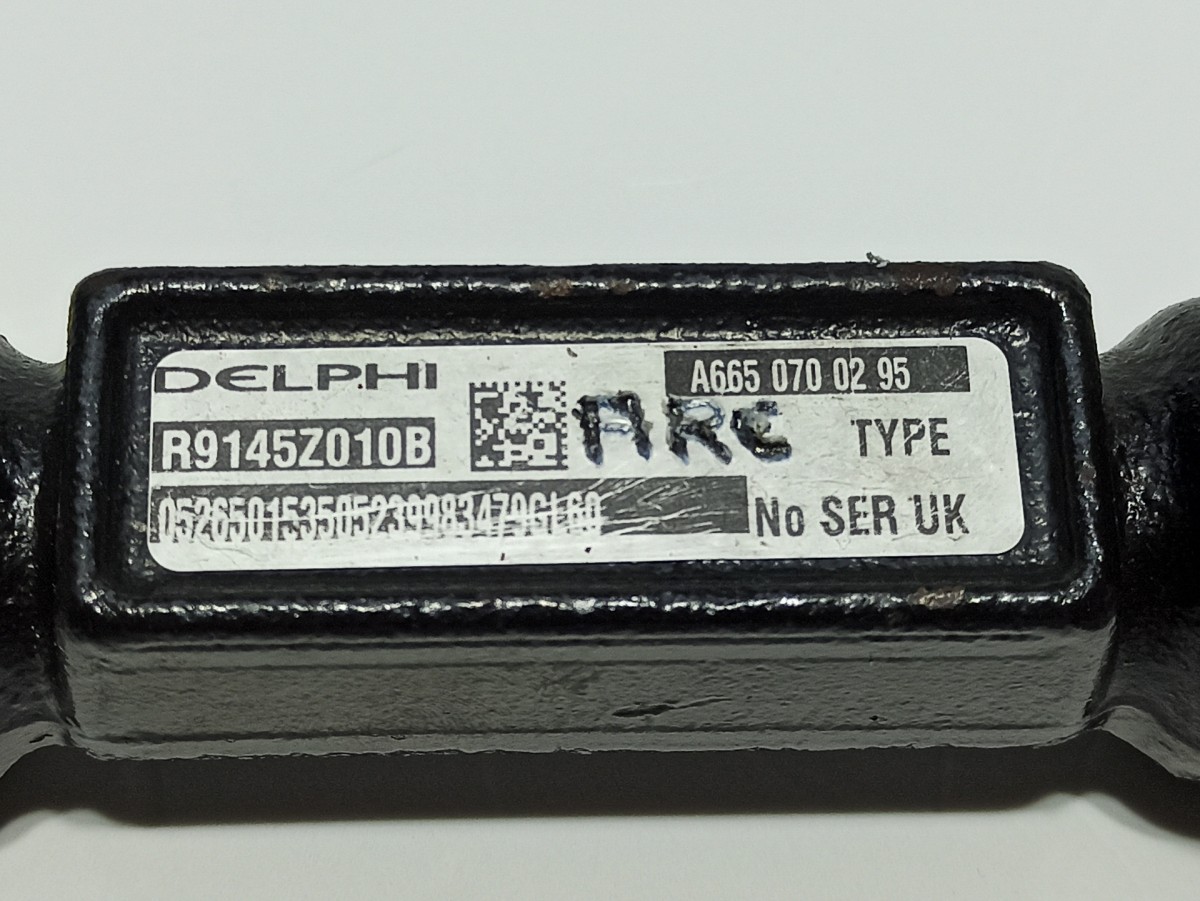 DELPHI
A665 070 02 95
R9145Z010B
ARC
TYPE
No SER UK